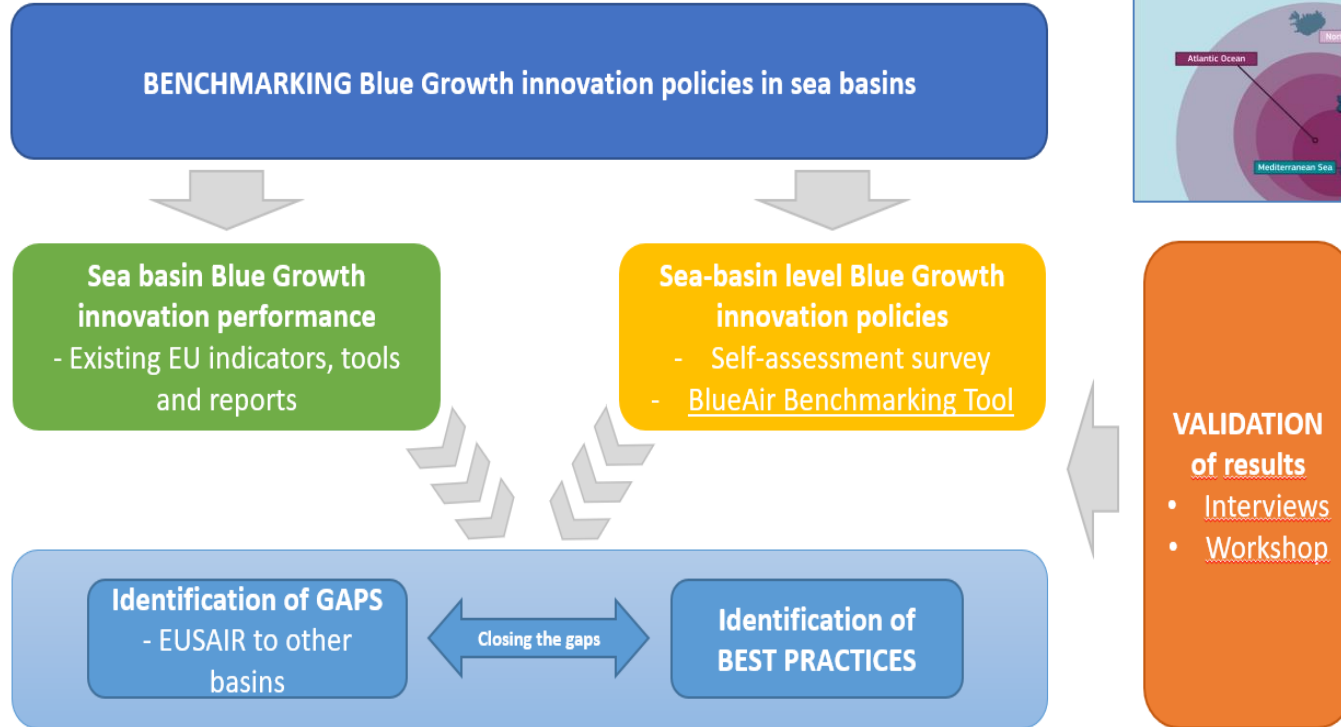 BENCHMARKING Blue Growth innovation policies in sea basins
Atlantic Ocean
Mediterranean Sea
Sea basin Blue Growth
innovation performance
- Existing EU indicators, tools
and reports
Sea-basin level Blue Growth
innovation policies
- Self-assessment survey
- BlueAir Benchmarking Tool
VALIDATION
of results
• Interviews
• Workshop
Identification of GAPS
- EUSAIR to other
basins
Closing the gaps
Identification of
BEST PRACTICES